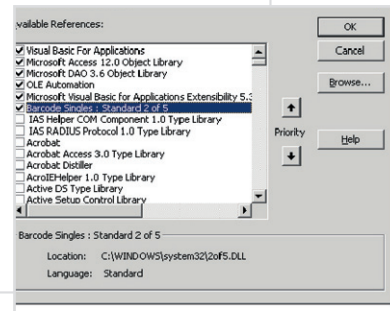 vailable References:
Visual Basic For Applications
Microsoft Access 12.0 Object Library
Microsoft DAO 3.6 Object Library
OLE Automation
Microsoft Visual Basic for Applications Extensibility 5.3
Barcode Singles : Standard 2 of 5
IAS Helper COM Component 1.0 Type Library
IAS RADIUS Protocol 1.0 Type Library
Acrobat
Acrobat Access 3.0 Type Library
Acrobat Distiller
AcroIEHelper 1.0 Type Library
Active DS Type Library
Active Setup Control Library
OK
Cancel
Browse...
Priority
Help
Barcode Singles : Standard 2 of 5
Location: C:\WINDOWS\system32\2of5.DLL
Language: Standard